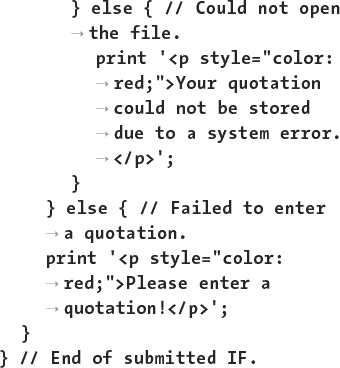 } else { // Could not open
→ the file.
print '<p style="color:
→ red;">Your quotation
→ could not be stored
→ due to a system error.
→ </p>';
}
} else { // Failed to enter
→ a quotation.
print '<p style="color:
→ red;">Please enter a
→ quotation!</p>';
}
} // End of submitted IF.